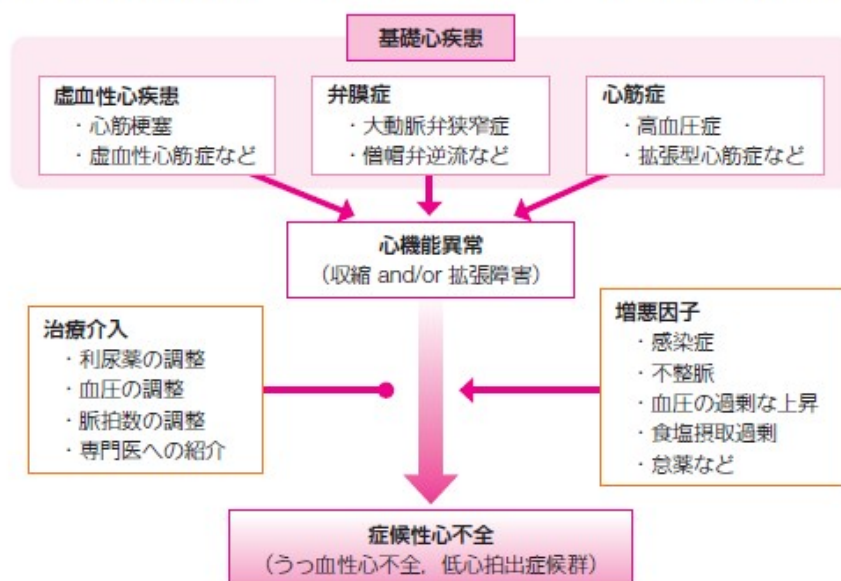 基礎心疾患
虚血性心疾患
・心筋梗塞
・虚血性心筋症など
弁膜症
・大動脈弁狭窄症
・僧帽弁逆流など
心筋症
・高血圧症
・拡張型心筋症など
心機能異常
（収縮 and/or 拡張障害）
治療介入
・利尿薬の調整
・血圧の調整
・脈拍数の調整
・専門医への紹介
増悪因子
・感染症
・不整脈
・血圧の過剰な上昇
・食塩摂取過剰
・怠薬など
症候性心不全
（うっ血性心不全，低心拍出症候群）